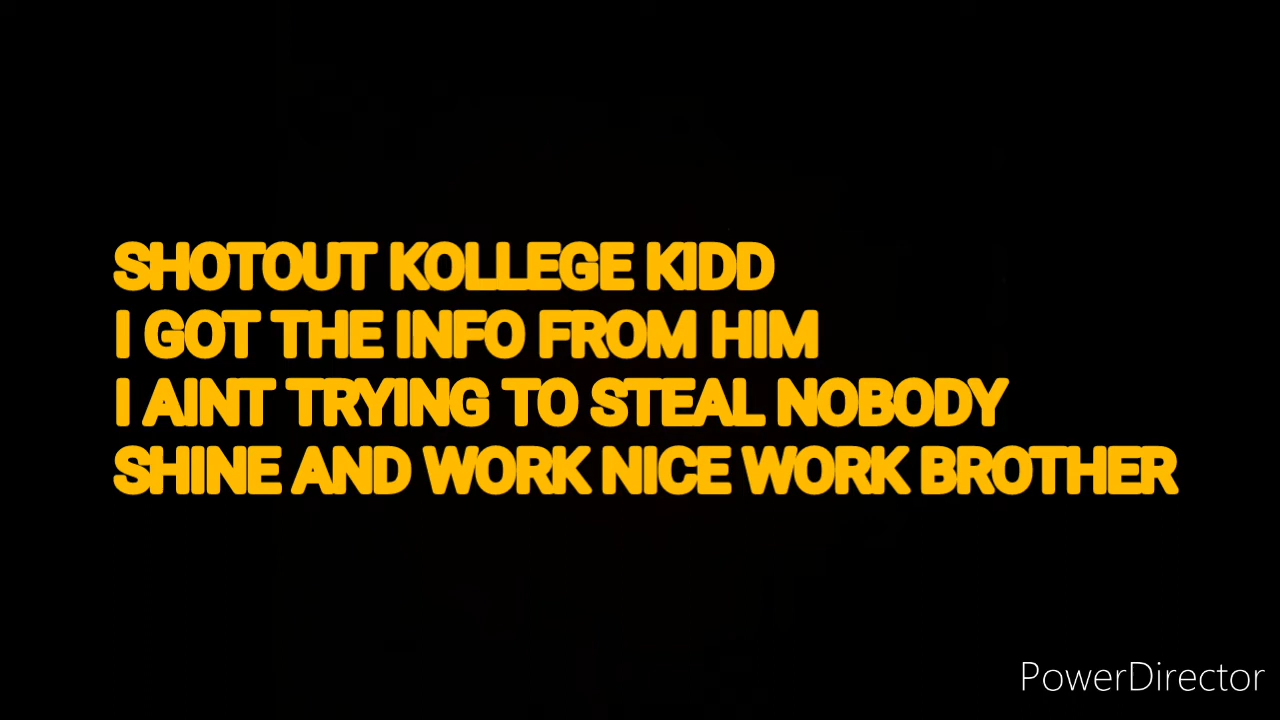 SHOTOUT KOLLEGE KIDD
I GOT THE INFO FROM HIM
I AINT TRYING TO STEAL NOBODY
SHINE AND WORK NICE WORK BROTHER
PowerDirector